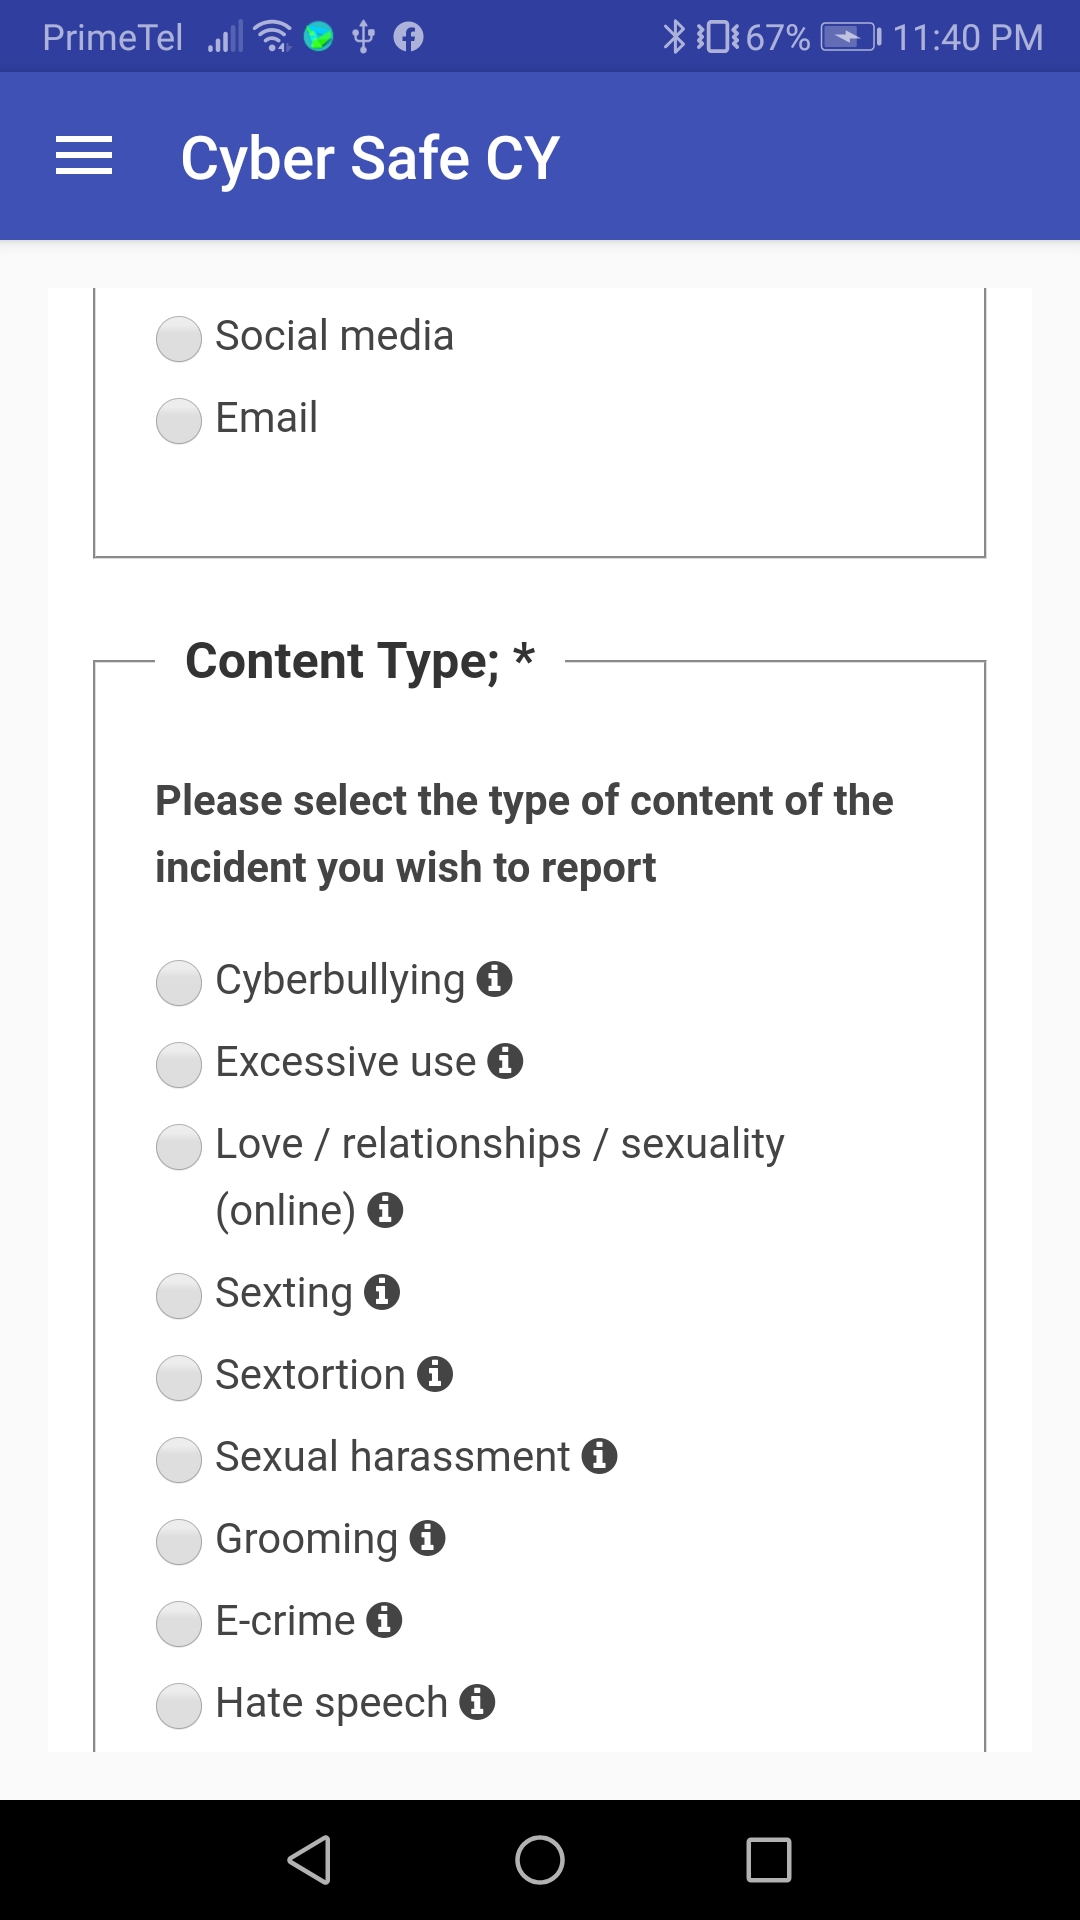 PrimeTel 67% 11:40 PM
Cyber Safe CY
Social media
Email
Content Type; *
Please select the type of content of the
incident you wish to report
Cyberbullying
Excessive use
Love / relationships / sexuality
(online)
Sexting
Sextortion
Sexual harassment
Grooming
E-crime
Hate speech